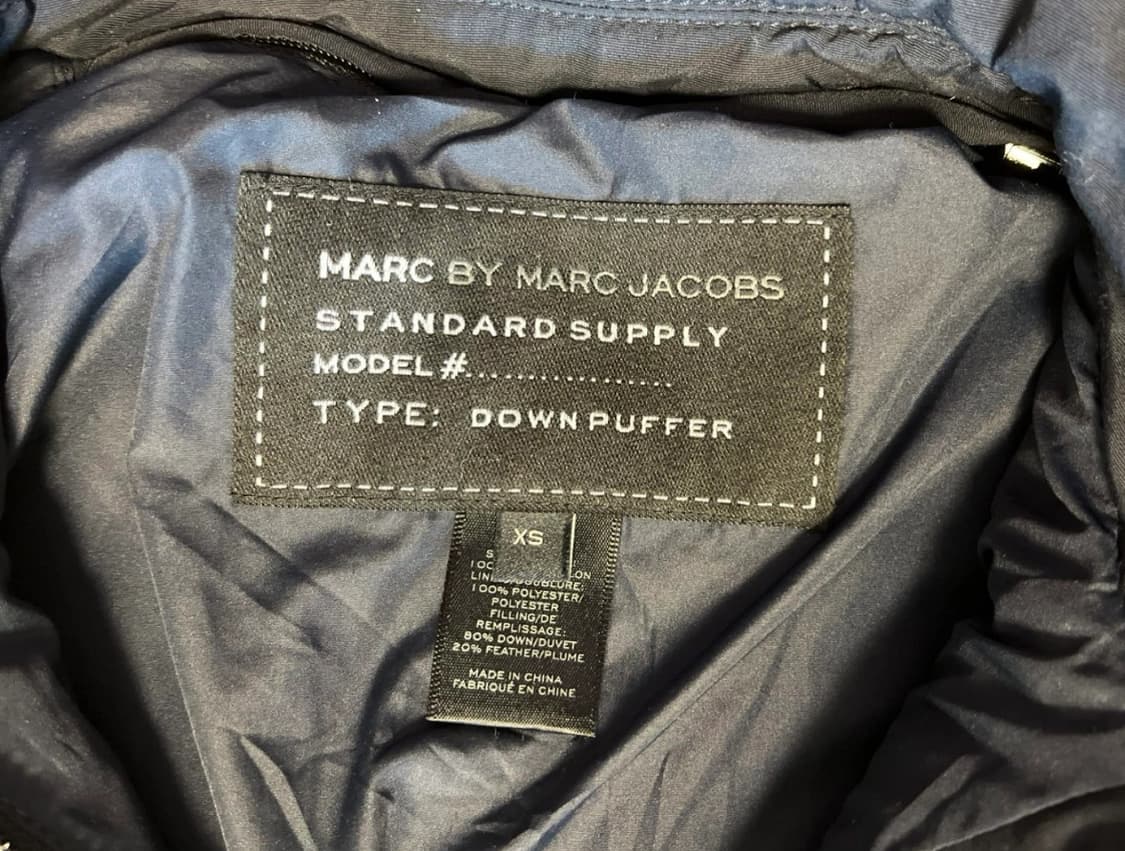 MARC BY MARC JACOBS
STANDARD SUPPLY
MODEL #..................
TYPE: DOWN PUFFER
XS
100% POLYESTER/
POLYESTER
FILLING/DE
REMPLISSAGE:
80% DOWN/DUVET
20% FEATHER/PLUME
MADE IN CHINA
FABRIQUÉ EN CHINE